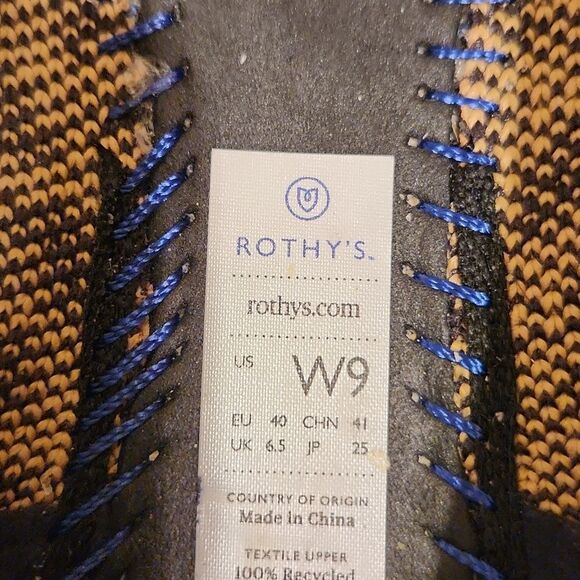 ROTHY'S™
rothys.com
US W9
EU 40 CHN 41
UK 6.5 JP 25
COUNTRY OF ORIGIN
Made in China
TEXTILE UPPER
100% Recycled